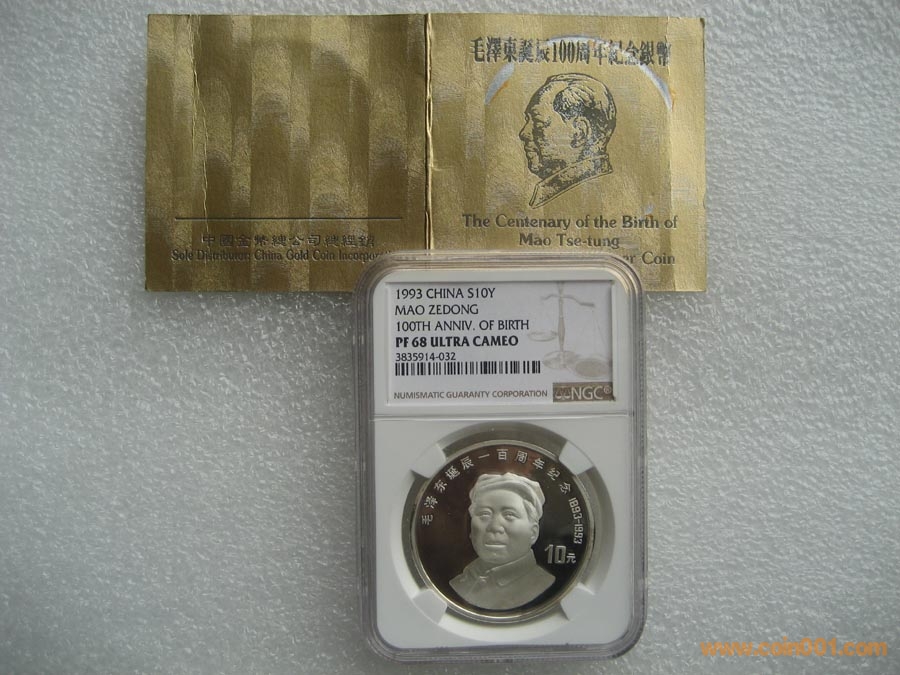 毛澤東誕辰100周年紀念銀幣
The Centenary of the Birth of
Mao Tse-tung
Coin
中國金幣總公司總經銷
Sole Distributor: China Gold Coin
1993 CHINA S10Y
MAO ZEDONG
100TH ANNIV. OF BIRTH
PF 68 ULTRA CAMEO
3835914-032
NUMISMATIC GUARANTY CORPORATION NGC®
毛泽东诞辰一百周年纪念 1893-1993
10元
www.coin001.com